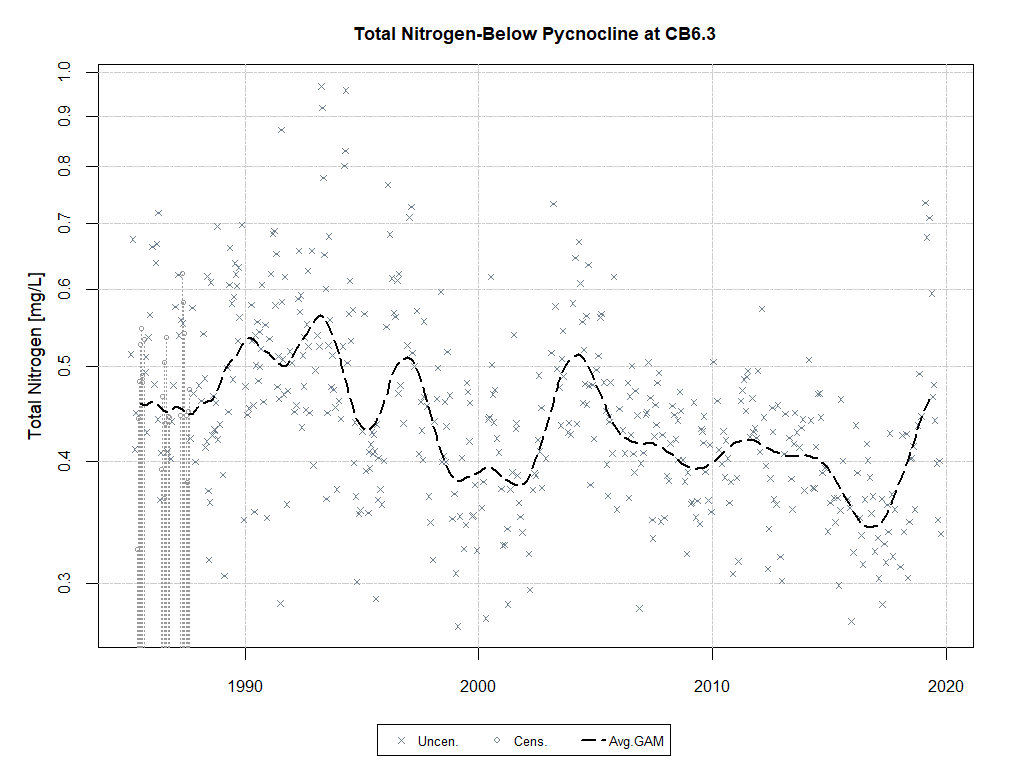 Total Nitrogen-Below Pycnocline at CB6.3
Total Nitrogen [mg/L]
1.0
0.9
0.8
0.7
0.6
0.5
0.4
0.3
1990 2000 2010 2020
Uncen. Cens. Avg.GAM